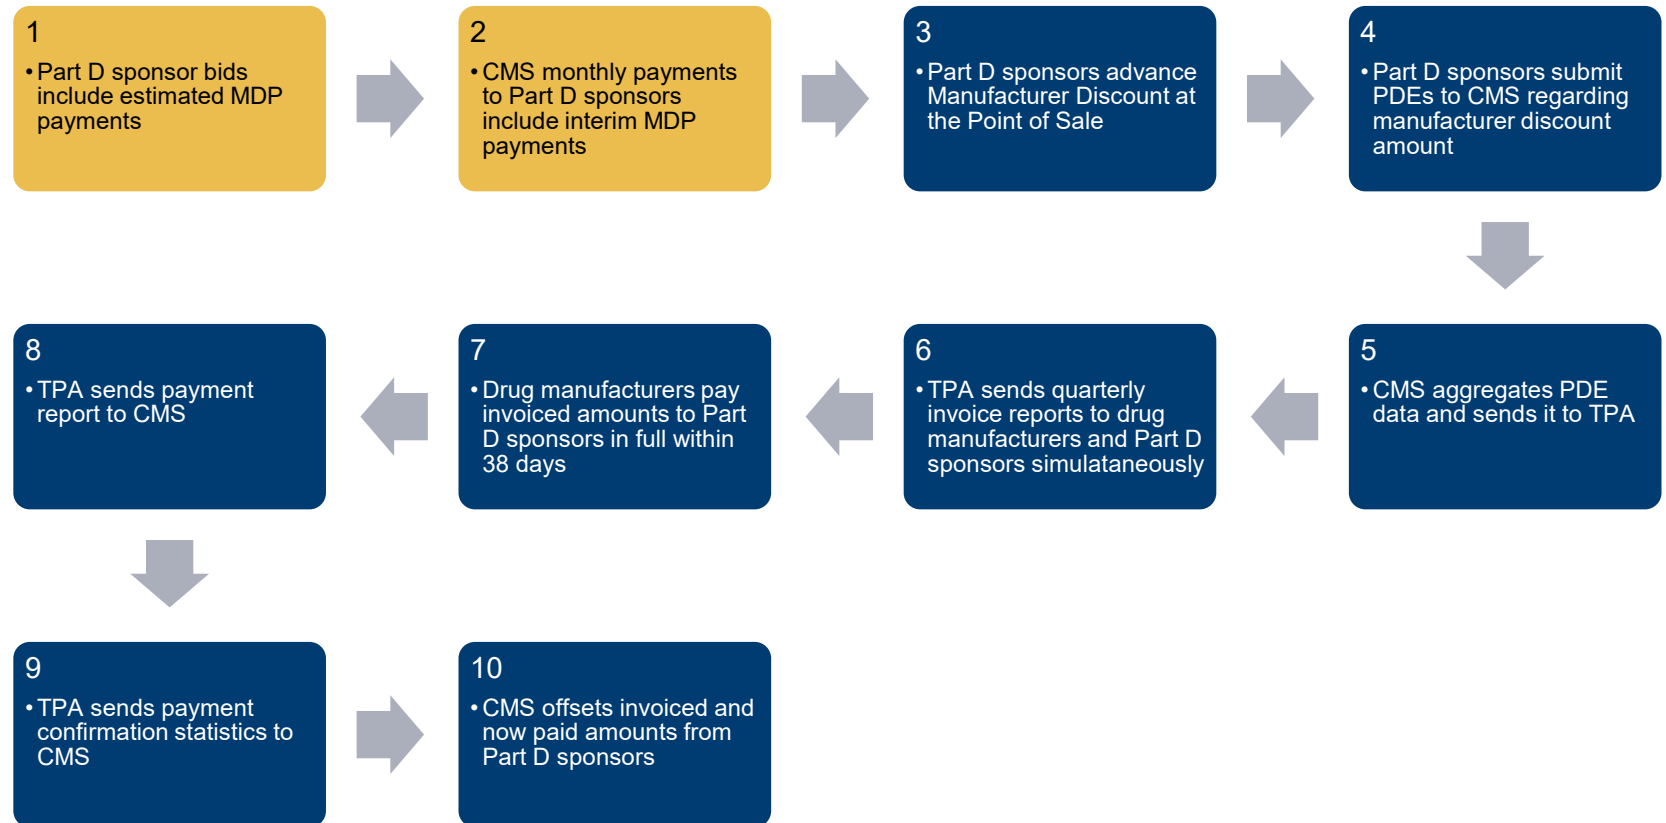 1
• Part D sponsor bids
include estimated MDP
payments
2
• CMS monthly payments
to Part D sponsors
include interim MDP
payments
3
• Part D sponsors advance
Manufacturer Discount at
the Point of Sale
4
• Part D sponsors submit
PDEs to CMS regarding
manufacturer discount
amount
5
• CMS aggregates PDE
data and sends it to TPA
6
• TPA sends quarterly
invoice reports to drug
manufacturers and Part D
sponsors simulataneously
7
• Drug manufacturers pay
invoiced amounts to Part
D sponsors in full within
38 days
8
• TPA sends payment
report to CMS
9
• TPA sends payment
confirmation statistics to
CMS
10
• CMS offsets invoiced and
now paid amounts from
Part D sponsors